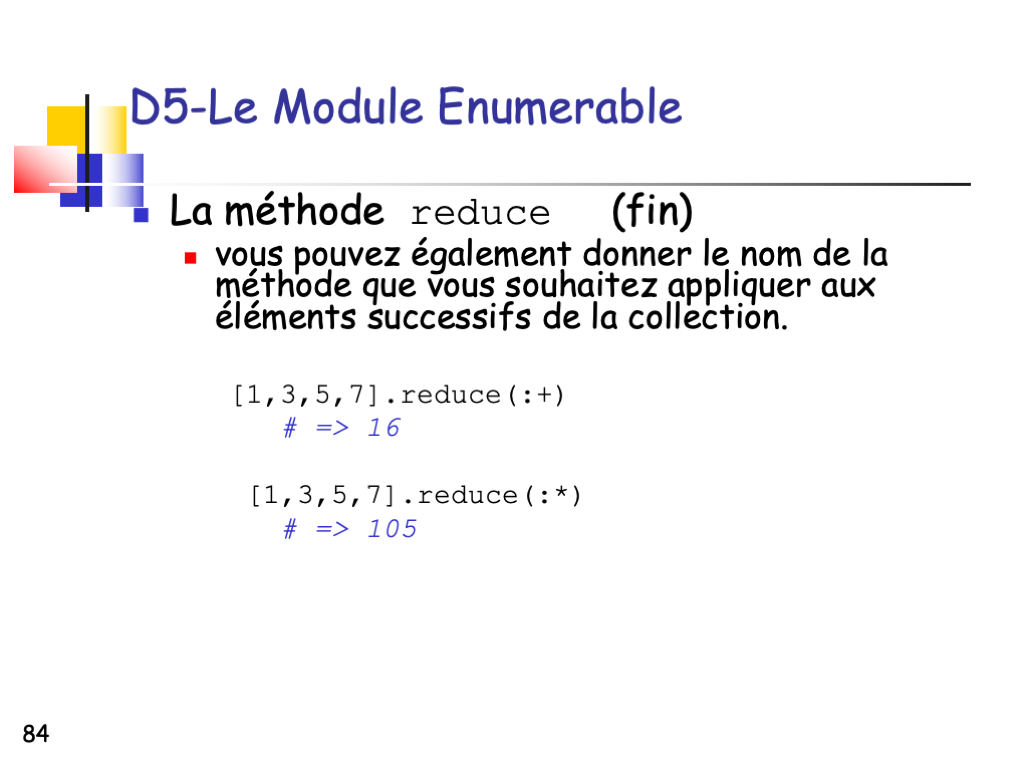 D5-Le Module Enumerable
La méthode reduce (fin)
vous pouvez également donner le nom de la
méthode que vous souhaitez appliquer aux
éléments successifs de la collection.
[1,3,5,7].reduce(:+)
# => 16
[1,3,5,7].reduce(:*)
# => 105
84